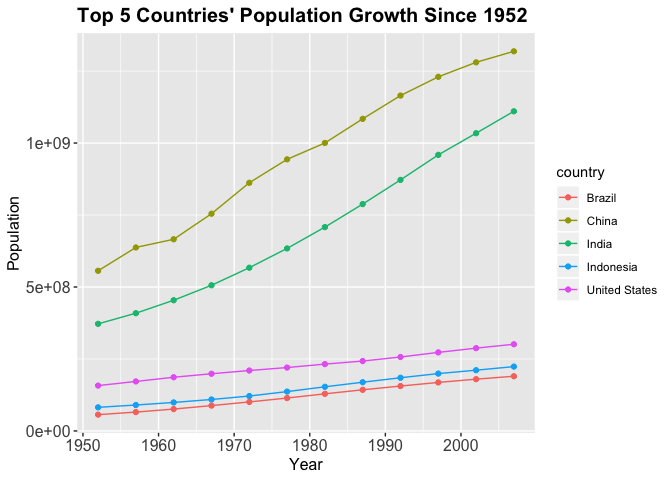 Top 5 Countries' Population Growth Since 1952
1e+09
5e+08
0e+00
Population
1950 1960 1970 1980 1990 2000
Year
country
Brazil
China
India
Indonesia
United States